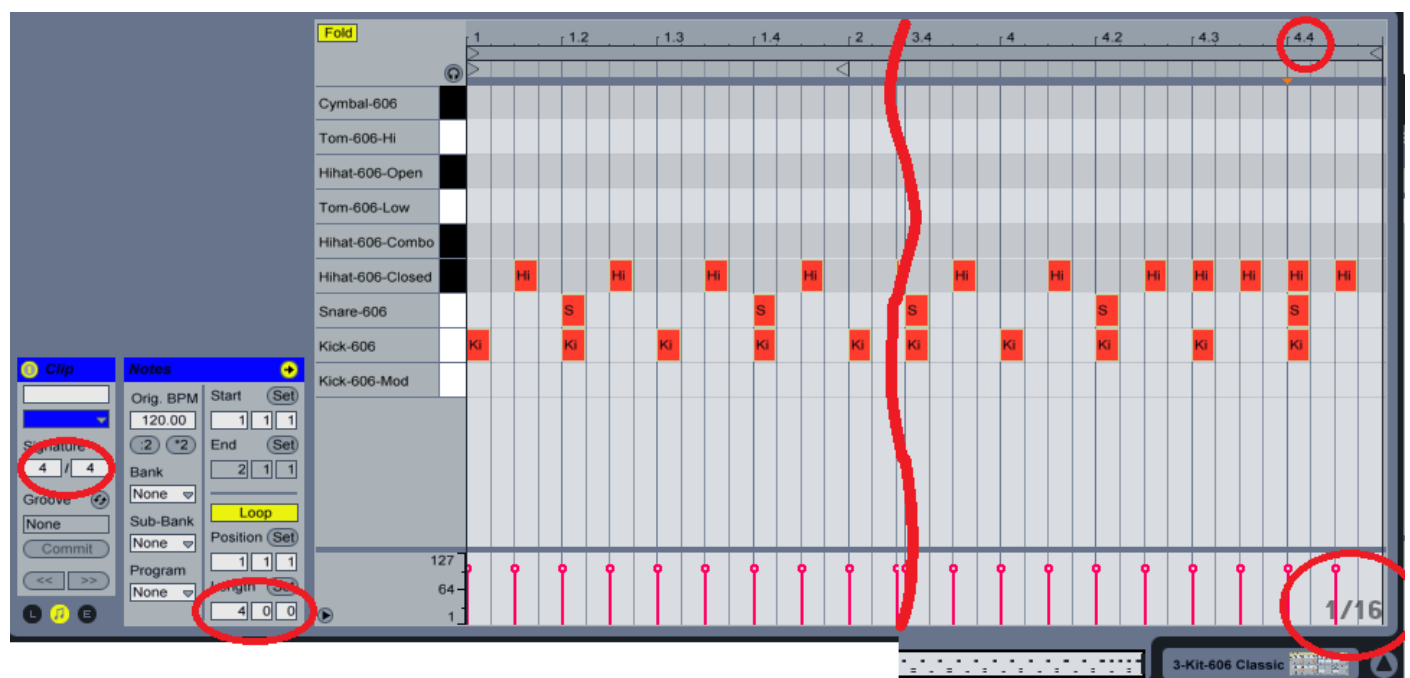 Fold
1 1.2 1.3 1.4 2 3.4 4 4.2 4.3 4.4
Cymbal-606
Tom-606-Hi
Hihat-606-Open
Tom-606-Low
Hihat-606-Combo
Hihat-606-Closed Hi Hi Hi Hi Hi Hi Hi Hi Hi Hi Hi
Snare-606 S S S S S
Kick-606 Ki Ki Ki Ki Ki Ki Ki Ki Ki Ki
Kick-606-Mod
Clip
Signature
4 / 4
Groove
None
Commit
<< >>
L E
Notes
Orig. BPM
120.00
:2 *2
Bank
None
Sub-Bank
None
Program
None
Start Set
1 1 1
End Set
2 1 1
Loop
Position Set
1 1 1
Length Set
4 0 0
127
64
1
1/16
3-Kit-606 Classic